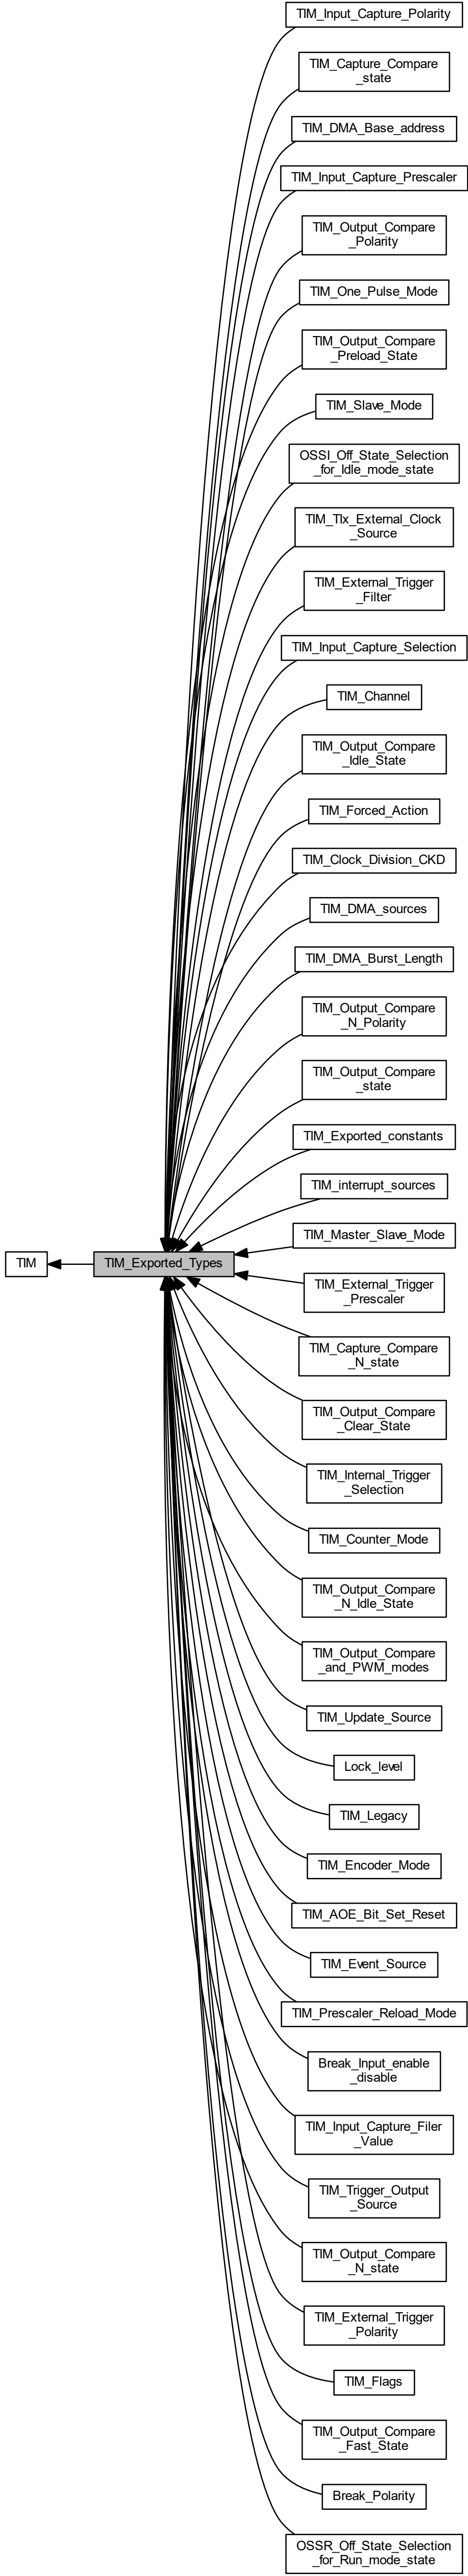 TIM_Input_Capture_Polarity
TIM_Capture_Compare
_state
TIM_DMA_Base_address
TIM_Input_Capture_Prescaler
TIM_Output_Compare
_Polarity
TIM_One_Pulse_Mode
TIM_Output_Compare
_Preload_State
TIM_Slave_Mode
OSSI_Off_State_Selection
_for_Idle_mode_state
TIM_TIx_External_Clock
_Source
TIM_External_Trigger
_Filter
TIM_Input_Capture_Selection
TIM_Channel
TIM_Output_Compare
_Idle_State
TIM_Forced_Action
TIM_Clock_Division_CKD
TIM_DMA_sources
TIM_DMA_Burst_Length
TIM_Output_Compare
_N_Polarity
TIM_Output_Compare
_state
TIM_Exported_constants
TIM_interrupt_sources
TIM_Master_Slave_Mode
TIM
TIM_Exported_Types
TIM_External_Trigger
_Prescaler
TIM_Capture_Compare
_N_state
TIM_Output_Compare
_Clear_State
TIM_Internal_Trigger
_Selection
TIM_Counter_Mode
TIM_Output_Compare
_N_Idle_State
TIM_Output_Compare
_and_PWM_modes
TIM_Update_Source
Lock_level
TIM_Legacy
TIM_Encoder_Mode
TIM_AOE_Bit_Set_Reset
TIM_Event_Source
TIM_Prescaler_Reload_Mode
Break_Input_enable
_disable
TIM_Input_Capture_Filer
_Value
TIM_Trigger_Output
_Source
TIM_Output_Compare
_N_state
TIM_External_Trigger
_Polarity
TIM_Flags
TIM_Output_Compare
_Fast_State
Break_Polarity
OSSR_Off_State_Selection
_for_Run_mode_state